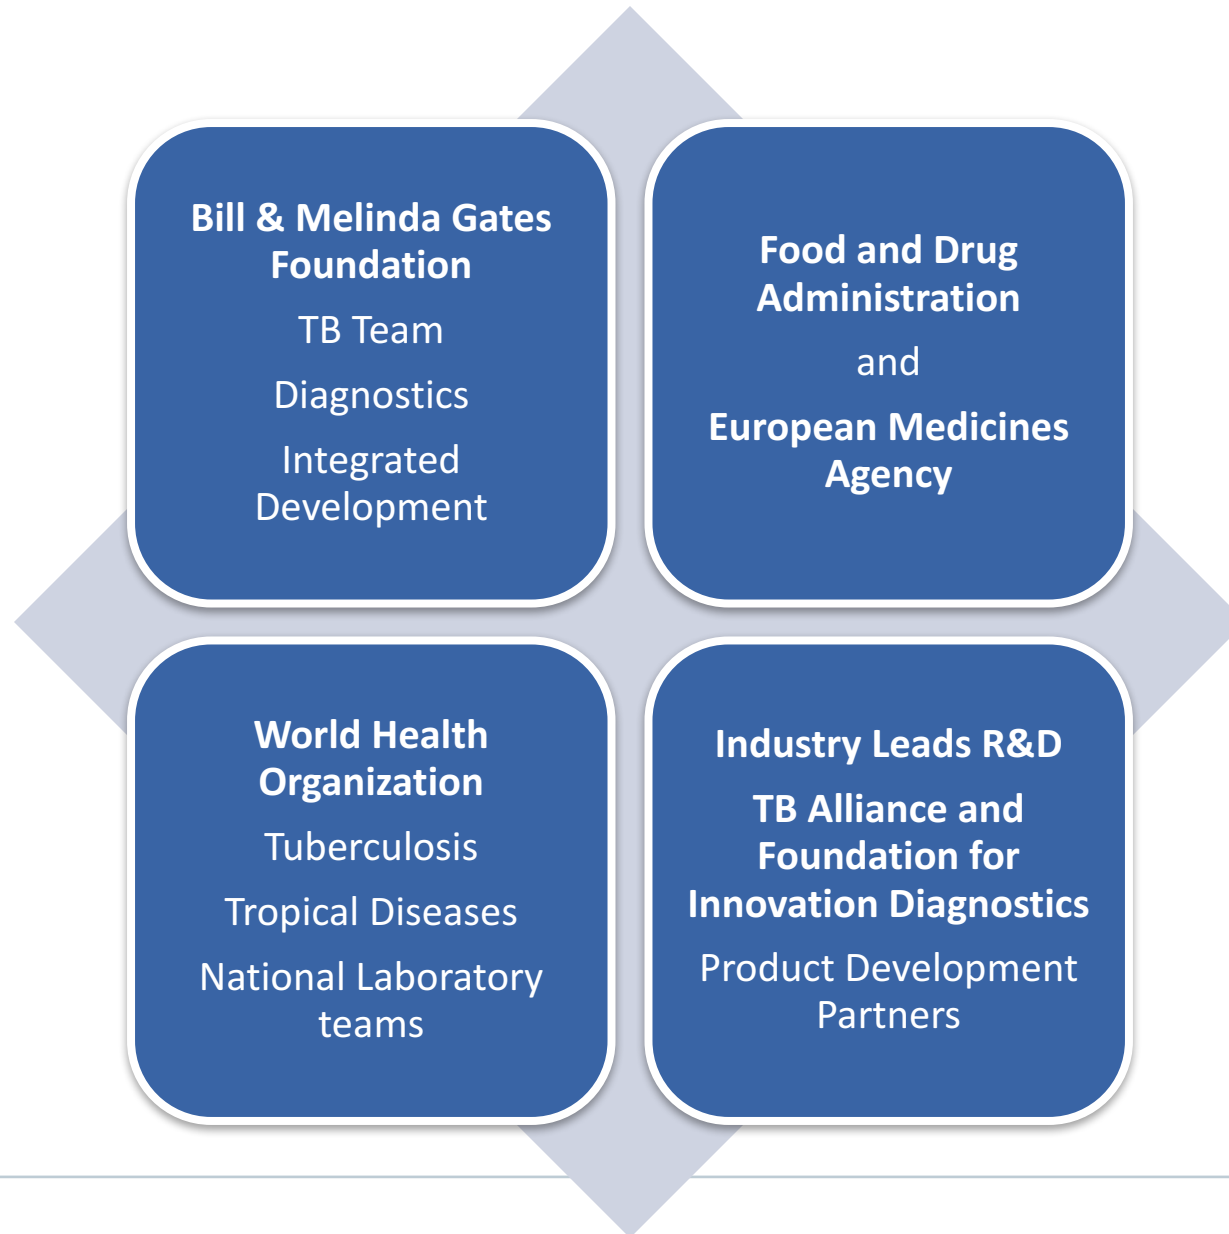 Bill & Melinda Gates
Foundation
TB Team
Diagnostics
Integrated
Development
Food and Drug
Administration
and
European Medicines
Agency
World Health
Organization
Tuberculosis
Tropical Diseases
National Laboratory
teams
Industry Leads R&D
TB Alliance and
Foundation for
Innovation Diagnostics
Product Development
Partners